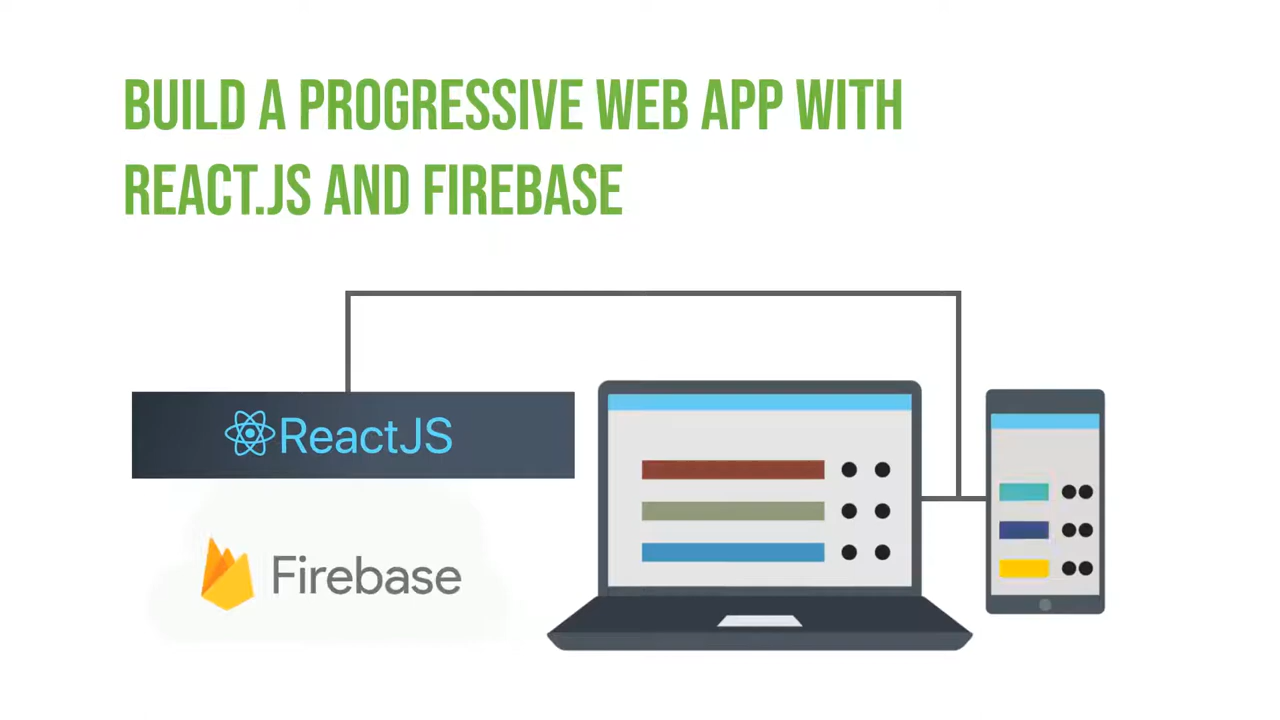 BUILD A PROGRESSIVE WEB APP WITH
REACT.JS AND FIREBASE
ReactJS
Firebase